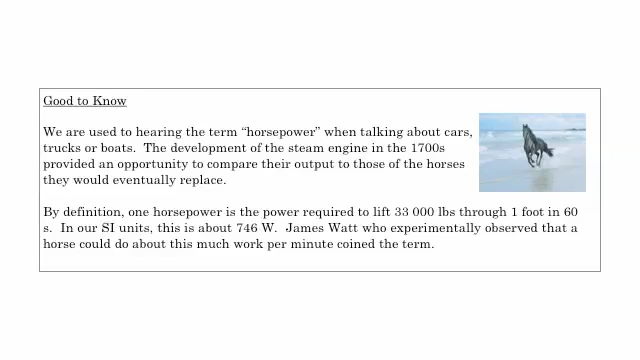 Good to Know
We are used to hearing the term “horsepower” when talking about cars,
trucks or boats.  The development of the steam engine in the 1700s
provided an opportunity to compare their output to those of the horses
they would eventually replace.
By definition, one horsepower is the power required to lift 33 000 lbs through 1 foot in 60
s.  In our SI units, this is about 746 W.  James Watt who experimentally observed that a
horse could do about this much work per minute coined the term.